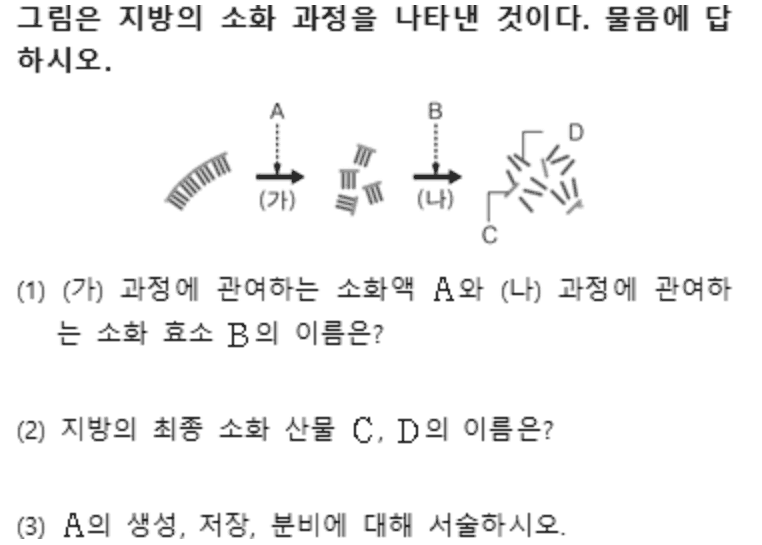 그림은 지방의 소화 과정을 나타낸 것이다. 물음에 답
하시오.
A
B
D
(가)
(나)
C
(1) (가) 과정에 관여하는 소화액 A와 (나) 과정에 관여하
는 소화 효소 B의 이름은?
(2) 지방의 최종 소화 산물 C, D의 이름은?
(3) A의 생성, 저장, 분비에 대해 서술하시오.